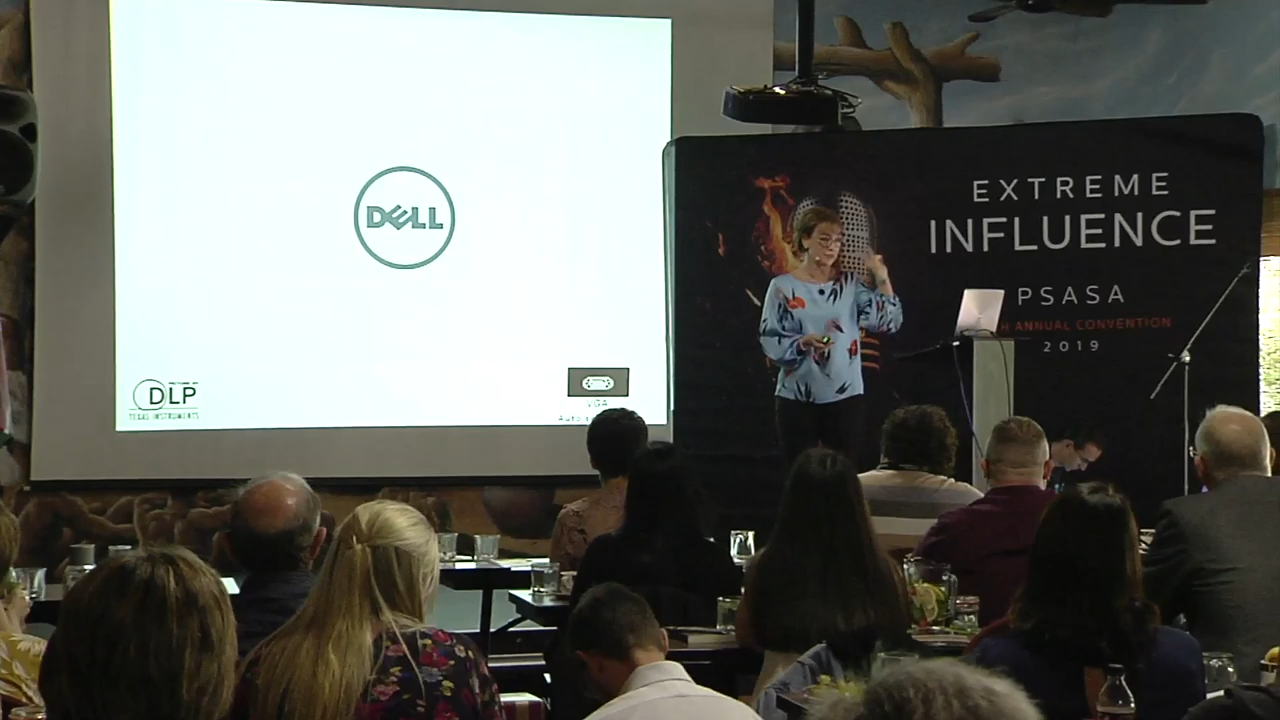 DELL
DLP
TEXAS INSTRUMENTS
VGA
EXTREME
INFLUENCE
PSASA
H ANNUAL CONVENTION
2019